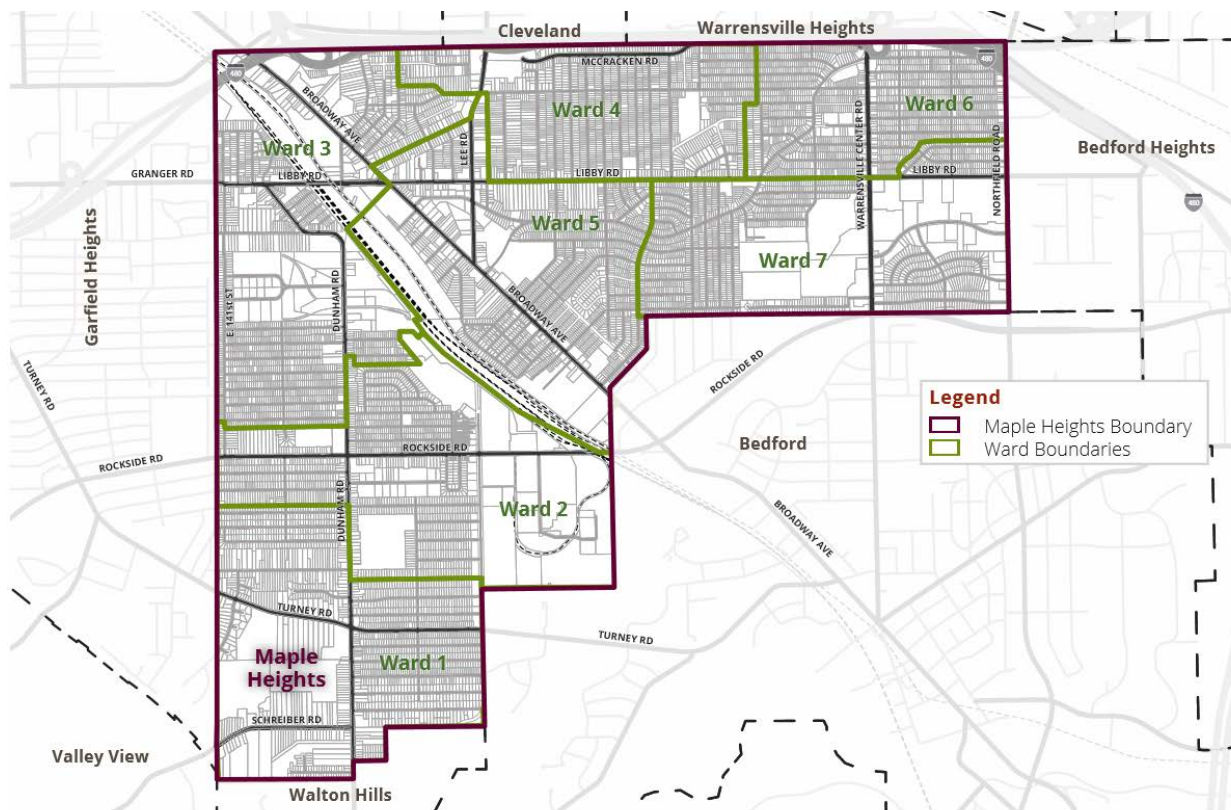 Cleveland
Warrensville Heights
480
MCCRACKEN RD
480
BROADWAY AVE
Ward 4
WARRENSVILLE CENTER RD
Ward 6
Ward 3
LEE RD
Bedford Heights
GRANGER RD
LIBBY RD
LIBBY RD
LIBBY RD
NORTHFIELD ROAD
480
Garfield Heights
Ward 5
Ward 7
E. 141st ST
DUNHAM RD
BROADWAY AVE
TURNEY RD
ROCKSIDE RD
Legend
Maple Heights Boundary
Ward Boundaries
ROCKSIDE RD
ROCKSIDE RD
Bedford
DUNHAM RD
Ward 2
BROADWAY AVE
TURNEY RD
TURNEY RD
Maple
Heights
Ward 1
SCHREIBER RD
Valley View
Walton Hills